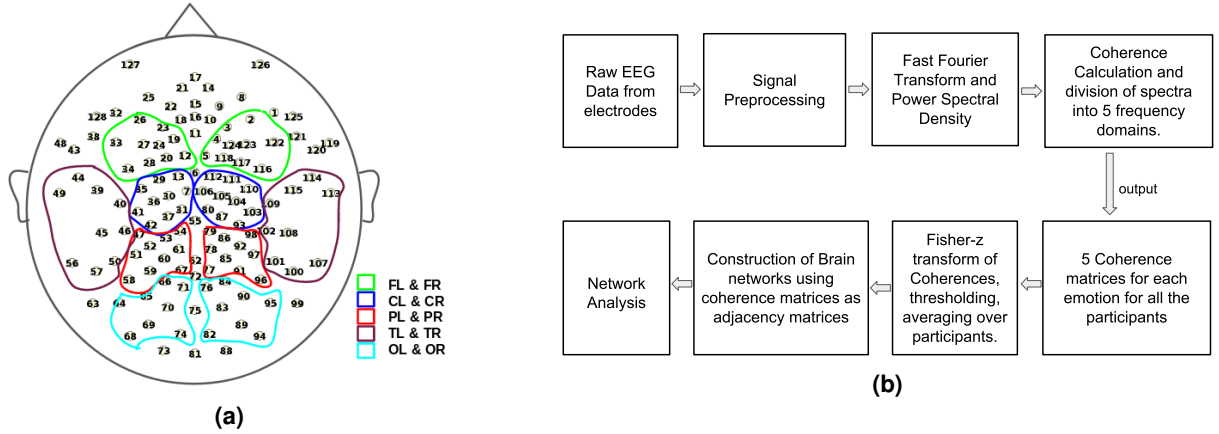 127 126
17
21 14
25 8
22 15 9
128 32 1 125
26 18 16 10 2
23 3
38 11 121
48 33 27 24 19 4 124 123 122 119
43 120
28 20 12 5 118 117
34 6 116
44 29 13 112 111 114
49 39 35 7 106 110 115 113
36 30 105 104
40 109
41 37 31 80 87 103
42 55 93
45 46 47 54 79 102 108
53 86 98
52 61 78 92
51 60 62 85 97
56 50 101 107
57 59 67 77 91 100
58 66 72 84 96
71 76
63 64 65 90 95 99
70 75 83
69 89
68 74 82 94
73 81 88
FL & FR
CL & CR
PL & PR
TL & TR
OL & OR
(a)
Raw EEG
Data from
electrodes
Signal
Preprocessing
Fast Fourier
Transform and
Power Spectral
Density
Coherence
Calculation and
division of spectra
into 5 frequency
domains.
output
5 Coherence
matrices for each
emotion for all the
participants
Fisher-z
transform of
Coherences,
thresholding,
averaging over
participants.
Construction of Brain
networks using
coherence matrices as
adjacency matrices
Network
Analysis
(b)